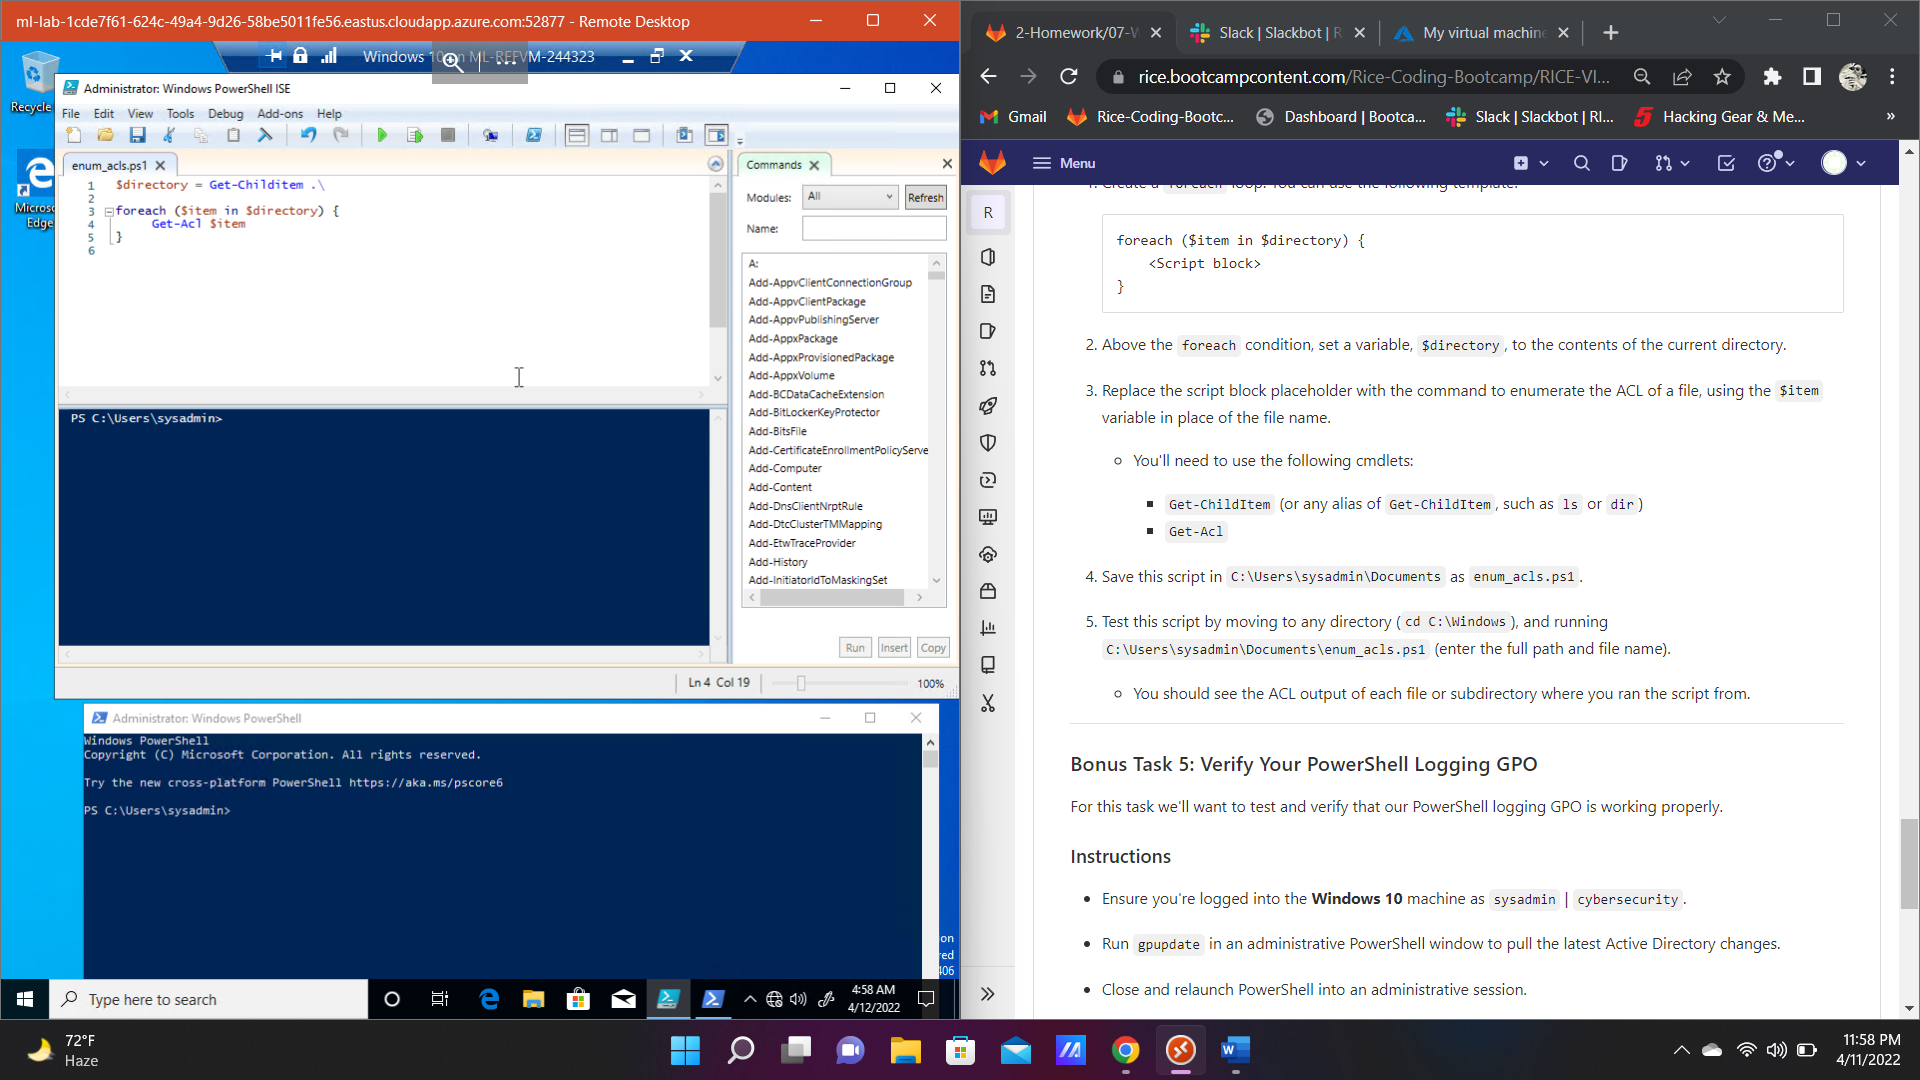 ml-lab-1cde7f61-624c-49a4-9d26-58be5011fe56.eastus.cloudapp.azure.com:52877 - Remote Desktop
Recycle
Microso
Edge
Windows 10 on ML-REFVM-244323
Administrator: Windows PowerShell ISE
File Edit View Tools Debug Add-ons Help
enum_acls.ps1
1 $directory = Get-Childitem .\
2
3 foreach ($item in $directory) {
4 Get-Acl $item
5 }
6
PS C:\Users\sysadmin>
Ln 4 Col 19
100%
Commands
Modules: All Refresh
Name:
A:
Add-AppvClientConnectionGroup
Add-AppvClientPackage
Add-AppvPublishingServer
Add-AppxPackage
Add-AppxProvisionedPackage
Add-AppxVolume
Add-BCDataCacheExtension
Add-BitLockerKeyProtector
Add-BitsFile
Add-CertificateEnrollmentPolicyServe
Add-Computer
Add-Content
Add-DnsClientNrptRule
Add-DtcClusterTMMapping
Add-EtwTraceProvider
Add-History
Add-InitiatorIdToMaskingSet
Run Insert Copy
Administrator: Windows PowerShell
Windows PowerShell
Copyright (C) Microsoft Corporation. All rights reserved.
Try the new cross-platform PowerShell https://aka.ms/pscore6
PS C:\Users\sysadmin>
ion
red
406
Type here to search
4:58 AM
4/12/2022
2-Homework/07-W
Slack | Slackbot | R
My virtual machine
rice.bootcampcontent.com/Rice-Coding-Bootcamp/RICE-VI...
Gmail
Rice-Coding-Bootc...
Dashboard | Bootca...
Slack | Slackbot | RI...
Hacking Gear & Me...
»
Menu
R
1. Create a foreach loop. You can use the following template:
foreach ($item in $directory) {
<Script block>
}
2. Above the foreach condition, set a variable, $directory, to the contents of the current directory.
3. Replace the script block placeholder with the command to enumerate the ACL of a file, using the $item
variable in place of the file name.
You'll need to use the following cmdlets:
Get-ChildItem (or any alias of Get-ChildItem, such as ls or dir)
Get-Acl
4. Save this script in C:\Users\sysadmin\Documents as enum_acls.ps1.
5. Test this script by moving to any directory (cd C:\Windows), and running
C:\Users\sysadmin\Documents\enum_acls.ps1 (enter the full path and file name).
You should see the ACL output of each file or subdirectory where you ran the script from.
Bonus Task 5: Verify Your PowerShell Logging GPO
For this task we'll want to test and verify that our PowerShell logging GPO is working properly.
Instructions
Ensure you're logged into the Windows 10 machine as sysadmin | cybersecurity.
Run gpupdate in an administrative PowerShell window to pull the latest Active Directory changes.
Close and relaunch PowerShell into an administrative session.
72°F
Haze
11:58 PM
4/11/2022